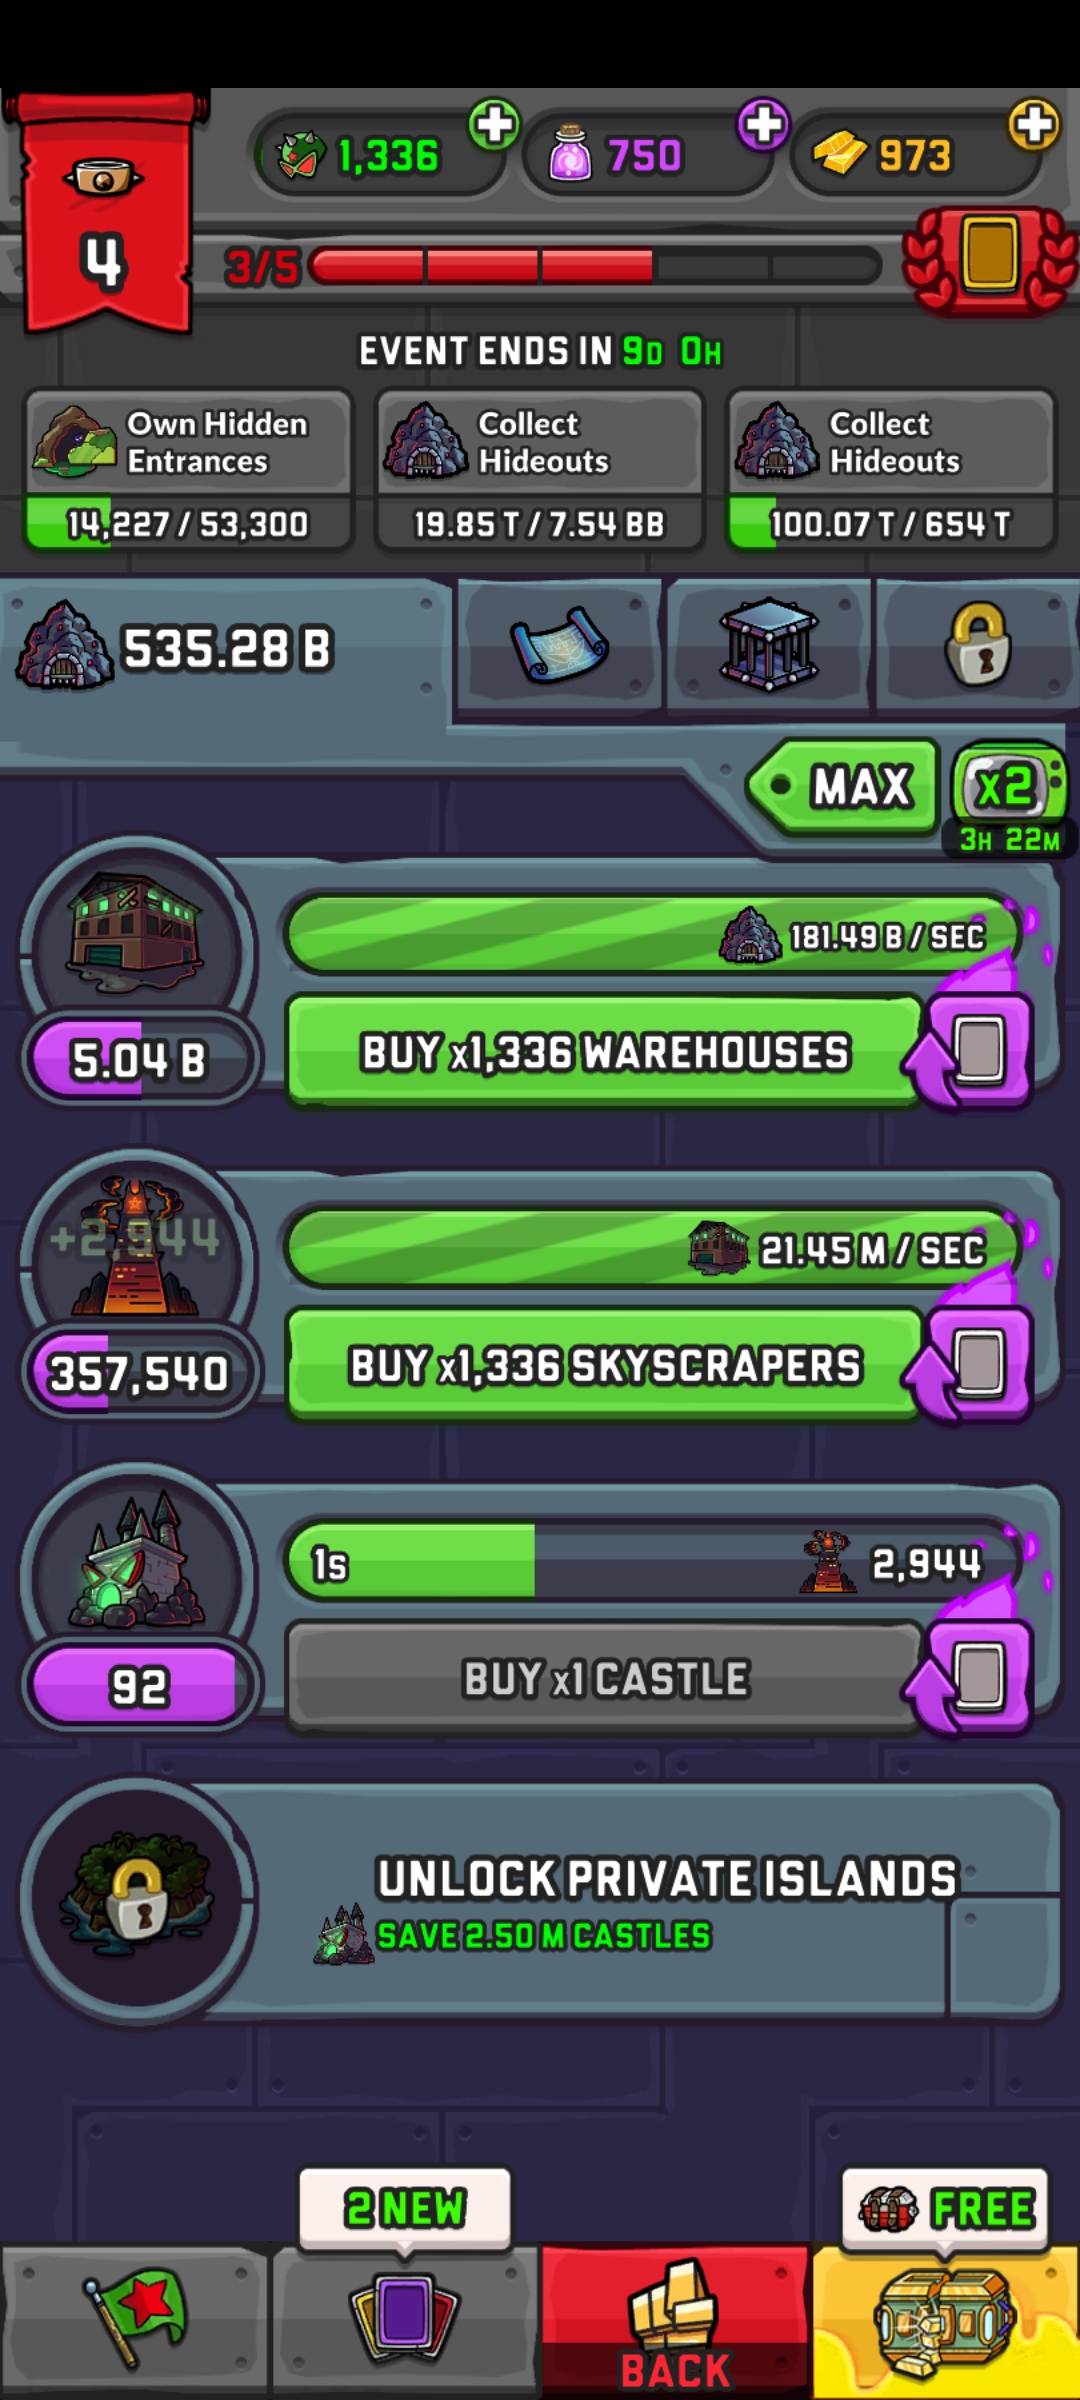 1,336
750
973
4
3/5
EVENT ENDS IN 9D 0H
Own Hidden
Entrances
14,227 / 53,300
Collect
Hideouts
19.85 T / 7.54 BB
Collect
Hideouts
100.07 T / 654 T
535.28 B
MAX
x2
3H 22M
181.49 B / SEC
5.04 B
BUY x1,336 WAREHOUSES
+2,944
21.45 M / SEC
357,540
BUY x1,336 SKYSCRAPERS
1s
2,944
92
BUY x1 CASTLE
UNLOCK PRIVATE ISLANDS
SAVE 2.50 M CASTLES
2 NEW
FREE
BACK